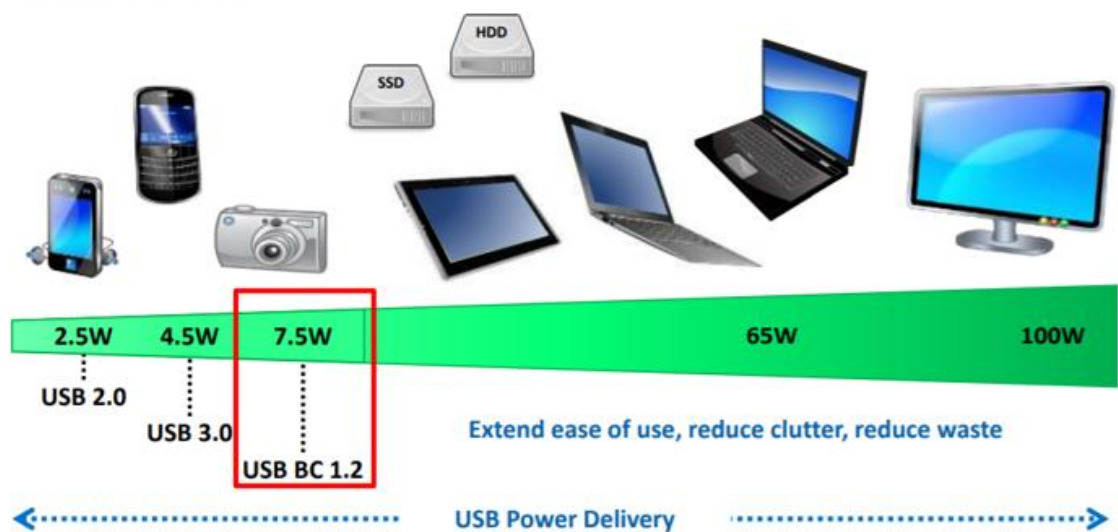 HDD
SSD
2.5W
4.5W
7.5W
65W
100W
USB 2.0
USB 3.0
USB BC 1.2
Extend ease of use, reduce clutter, reduce waste
USB Power Delivery